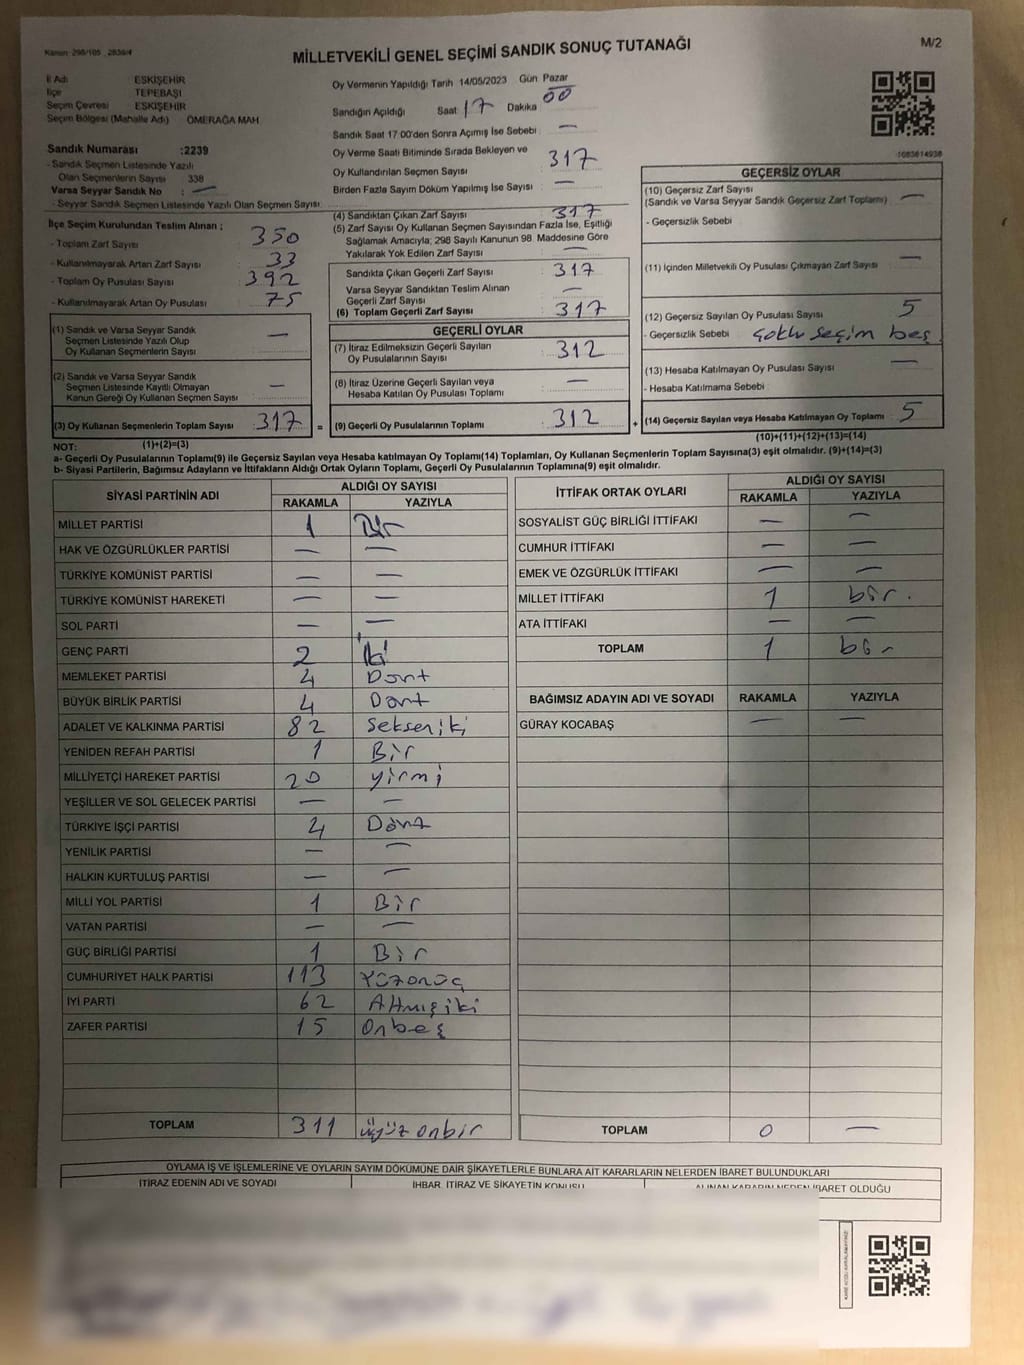 Kanun 298/105 _2839/4
MİLLETVEKİLİ GENEL SEÇİMİ SANDIK SONUÇ TUTANAĞI
M/2
İl Adı : ESKİŞEHİR
İlçe : TEPEBAŞI
Seçim Çevresi : ESKİŞEHİR
Seçim Bölgesi (Mahalle Adı) : ÖMERAĞA MAH.
Oy Vermenin Yapıldığı Tarih 14/05/2023 Gün Pazar
Sandığın Açıldığı Saat 17 Dakika 00
Sandık Saat 17:00'den Sonra Açılmış İse Sebebi : —
Sandık Numarası :2239
- Sandık Seçmen Listesinde Yazılı
Olan Seçmenlerin Sayısı : 338
Varsa Seyyar Sandık No : —
- Seyyar Sandık Seçmen Listesinde Yazılı Olan Seçmen Sayısı:
Oy Verme Saati Bitiminde Sırada Bekleyen ve
Oy Kullandırılan Seçmen Sayısı : 317
Birden Fazla Sayım Döküm Yapılmış İse Sayısı : —
1683614938
İlçe Seçim Kurulundan Teslim Alınan ;
- Toplam Zarf Sayısı : 350
- Kullanılmayarak Artan Zarf Sayısı : 33
- Toplam Oy Pusulası Sayısı : 392
- Kullanılmayarak Artan Oy Pusulası : 75
(4) Sandıktan Çıkan Zarf Sayısı : 317
(5) Zarf Sayısı Oy Kullanan Seçmen Sayısından Fazla İse, Eşitliği
Sağlamak Amacıyla; 298 Sayılı Kanunun 98. Maddesine Göre
Yakılarak Yok Edilen Zarf Sayısı : —
Sandıkta Çıkan Geçerli Zarf Sayısı : 317
Varsa Seyyar Sandıktan Teslim Alınan
Geçerli Zarf Sayısı : —
(6) Toplam Geçerli Zarf Sayısı : 317
GEÇERSİZ OYLAR
(10) Geçersiz Zarf Sayısı
(Sandık ve Varsa Seyyar Sandık Geçersiz Zarf Toplamı) : —
- Geçersizlik Sebebi :
(11) İçinden Milletvekili Oy Pusulası Çıkmayan Zarf Sayısı : —
(12) Geçersiz Sayılan Oy Pusulası Sayısı : 5
- Geçersizlik Sebebi : Çoklu seçim beş
(13) Hesaba Katılmayan Oy Pusulası Sayısı : —
- Hesaba Katılmama Sebebi :
(14) Geçersiz Sayılan veya Hesaba Katılmayan Oy Toplamı : 5
(10)+(11)+(12)+(13)=(14)
(1) Sandık ve Varsa Seyyar Sandık
Seçmen Listesinde Yazılı Olup
Oy Kullanan Seçmenlerin Sayısı : —
(2) Sandık ve Varsa Seyyar Sandık
Seçmen Listesinde Kayıtlı Olmayan
Kanun Gereği Oy Kullanan Seçmen Sayısı : —
(3) Oy Kullanan Seçmenlerin Toplam Sayısı : 317 =
(1)+(2)=(3)
GEÇERLİ OYLAR
(7) İtiraz Edilmeksizin Geçerli Sayılan
Oy Pusulalarının Sayısı : 312
(8) İtiraz Üzerine Geçerli Sayılan veya
Hesaba Katılan Oy Pusulası Toplamı : —
(9) Geçerli Oy Pusulalarının Toplamı : 312 +
NOT:
a- Geçerli Oy Pusulalarının Toplamı(9) ile Geçersiz Sayılan veya Hesaba Katılmayan Oy Toplamı(14) Toplamları, Oy Kullanan Seçmenlerin Toplam Sayısına(3) eşit olmalıdır. (9)+(14)=(3)
b- Siyasi Partilerin, Bağımsız Adayların ve İttifakların Aldığı Ortak Oyların Toplamı, Geçerli Oy Pusulalarının Toplamına(9) eşit olmalıdır.
SİYASİ PARTİNİN ADI ALDIĞI OY SAYISI
RAKAMLA YAZIYLA
MİLLET PARTİSİ 1 Bir
HAK VE ÖZGÜRLÜKLER PARTİSİ — —
TÜRKİYE KOMÜNİST PARTİSİ — —
TÜRKİYE KOMÜNİST HAREKETİ — —
SOL PARTİ — —
GENÇ PARTİ 2 İki
MEMLEKET PARTİSİ 4 Dört
BÜYÜK BİRLİK PARTİSİ 4 Dört
ADALET VE KALKINMA PARTİSİ 82 Sekseniki
YENİDEN REFAH PARTİSİ 1 Bir
MİLLİYETÇİ HAREKET PARTİSİ 20 yirmi
YEŞİLLER VE SOL GELECEK PARTİSİ — —
TÜRKİYE İŞÇİ PARTİSİ 4 Dört
YENİLİK PARTİSİ — —
HALKIN KURTULUŞ PARTİSİ — —
MİLLİ YOL PARTİSİ 1 Bir
VATAN PARTİSİ — —
GÜÇ BİRLİĞİ PARTİSİ 1 Bir
CUMHURİYET HALK PARTİSİ 113 Yüzonüç
İYİ PARTİ 62 Altmışiki
ZAFER PARTİSİ 15 Onbeş
TOPLAM 311 üçyüz onbir
İTTİFAK ORTAK OYLARI ALDIĞI OY SAYISI
RAKAMLA YAZIYLA
SOSYALİST GÜÇ BİRLİĞİ İTTİFAKI — —
CUMHUR İTTİFAKI — —
EMEK VE ÖZGÜRLÜK İTTİFAKI — —
MİLLET İTTİFAKI 1 bir.
ATA İTTİFAKI — —
TOPLAM 1 bir
BAĞIMSIZ ADAYIN ADI VE SOYADI RAKAMLA YAZIYLA
GÜRAY KOCABAŞ — —
TOPLAM 0 —
OYLAMA İŞ VE İŞLEMLERİNE VE OYLARIN SAYIM DÖKÜMÜNE DAİR ŞİKAYETLERLE BUNLARA AİT KARARLARIN NELERDEN İBARET BULUNDUKLARI
İTİRAZ EDENİN ADI VE SOYADI İHBAR, İTİRAZ VE ŞİKAYETİN KONUSU ALINAN KARARIN NEDEN İBARET OLDUĞU